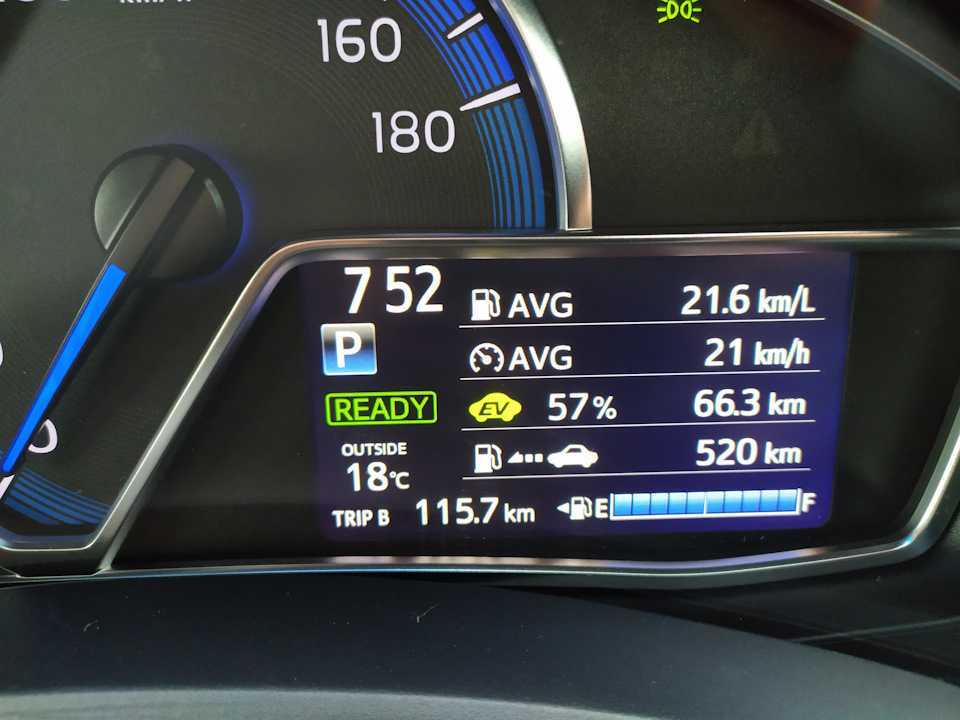 160
180
7 52
AVG 21.6 km/L
P
AVG 21 km/h
READY
EV 57% 66.3 km
OUTSIDE
18°C
520 km
TRIP B 115.7 km
E F